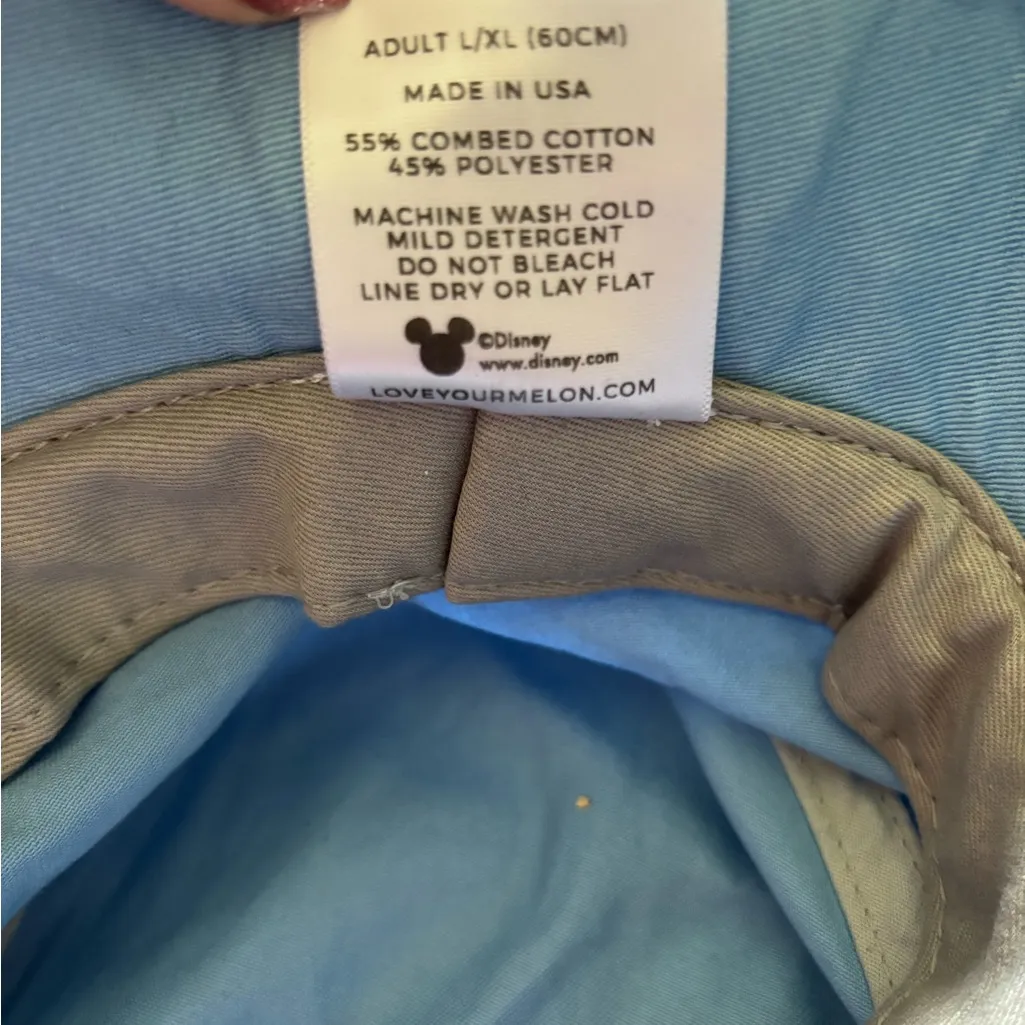 ADULT L/XL (60CM)
MADE IN USA
55% COMBED COTTON
45% POLYESTER
MACHINE WASH COLD
MILD DETERGENT
DO NOT BLEACH
LINE DRY OR LAY FLAT
©Disney
www.disney.com
LOVEYOURMELON.COM